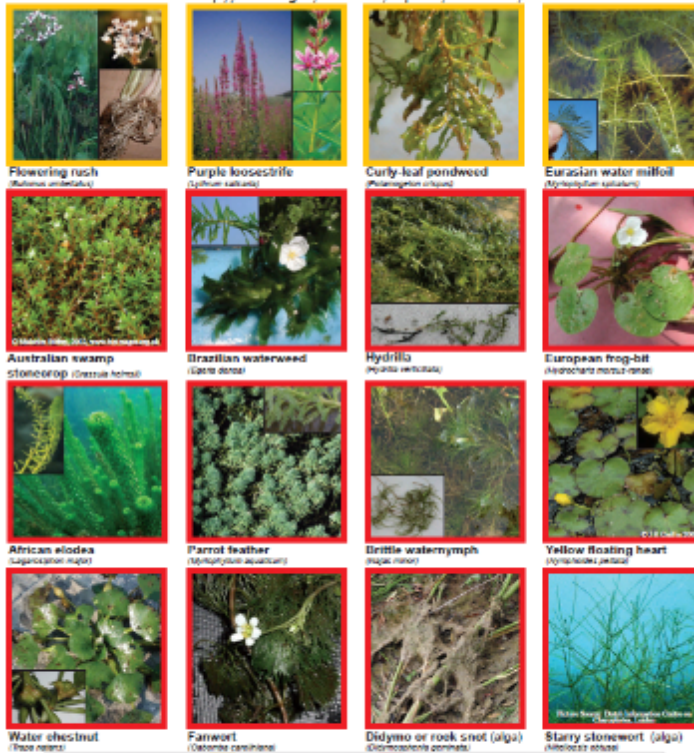 Flowering rush
(Butomus umbellatus)
Purple loosestrife
(Lythrum salicaria)
Curly-leaf pondweed
(Potamogeton crispus)
Eurasian water milfoil
(Myriophyllum spicatum)
Australian swamp
stonecrop (Crassula helmsii)
Brazilian waterweed
(Egeria densa)
Hydrilla
(Hydrilla verticillata)
European frog-bit
(Hydrocharis morsus-ranae)
African elodea
(Lagarosiphon major)
Parrot feather
(Myriophyllum aquaticum)
Brittle waternymph
(Najas minor)
Yellow floating heart
(Nymphoides peltata)
Water chestnut
(Trapa natans)
Fanwort
(Cabomba caroliniana)
Didymo or rock snot (alga)
(Didymosphenia geminata)
Starry stonewort (alga)
(Nitellopsis obtusa)